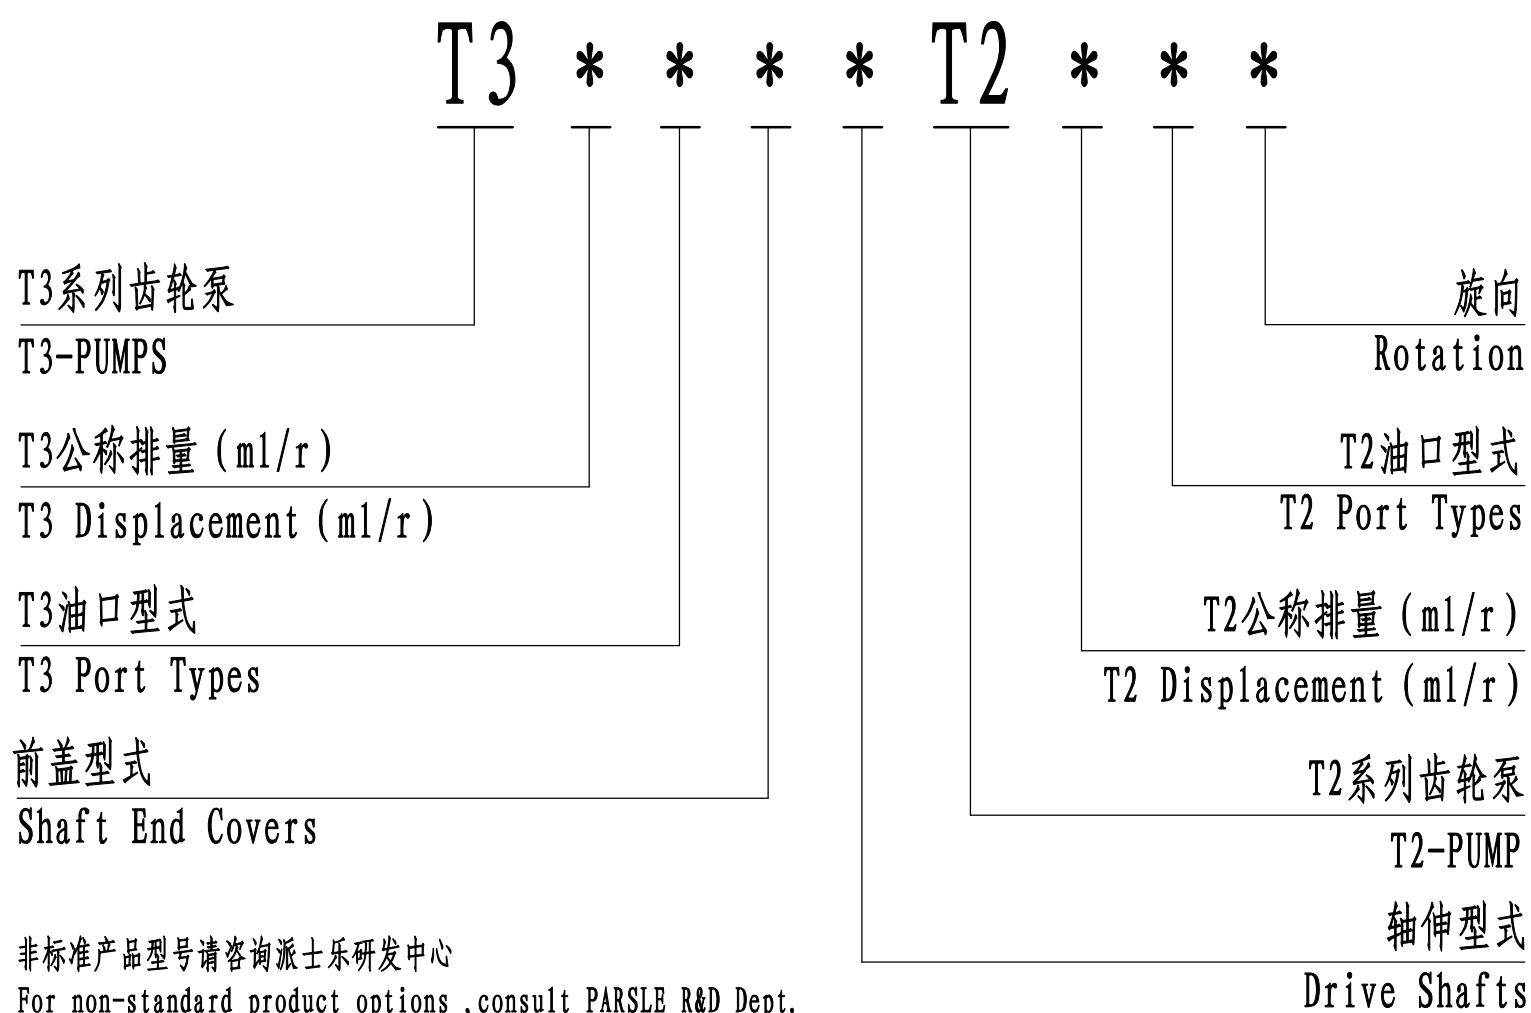 T3 * * * * T2 * * *
T3系列齿轮泵
T3-PUMPS
旋向
Rotation
T3公称排量(ml/r)
T3 Displacement(ml/r)
T2油口型式
T2 Port Types
T3油口型式
T3 Port Types
T2公称排量(ml/r)
T2 Displacement(ml/r)
前盖型式
Shaft End Covers
T2系列齿轮泵
T2-PUMP
轴伸型式
Drive Shafts
非标准产品型号请咨询派士乐研发中心
For non-standard product options ,consult PARSLE R&D Dept.